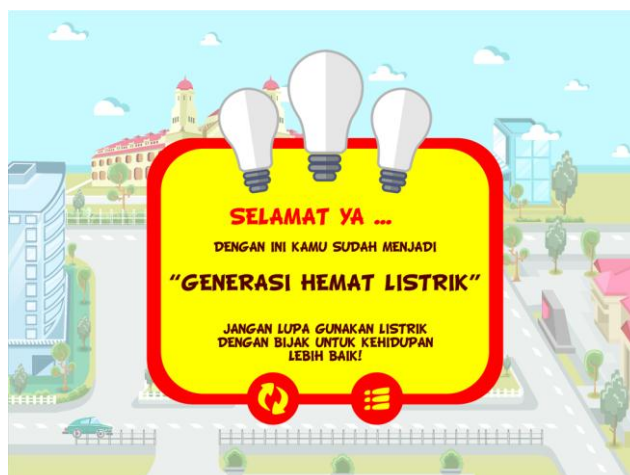 SELAMAT YA ...
DENGAN INI KAMU SUDAH MENJADI
"GENERASI HEMAT LISTRIK"
JANGAN LUPA GUNAKAN LISTRIK
DENGAN BIJAK UNTUK KEHIDUPAN
LEBIH BAIK!